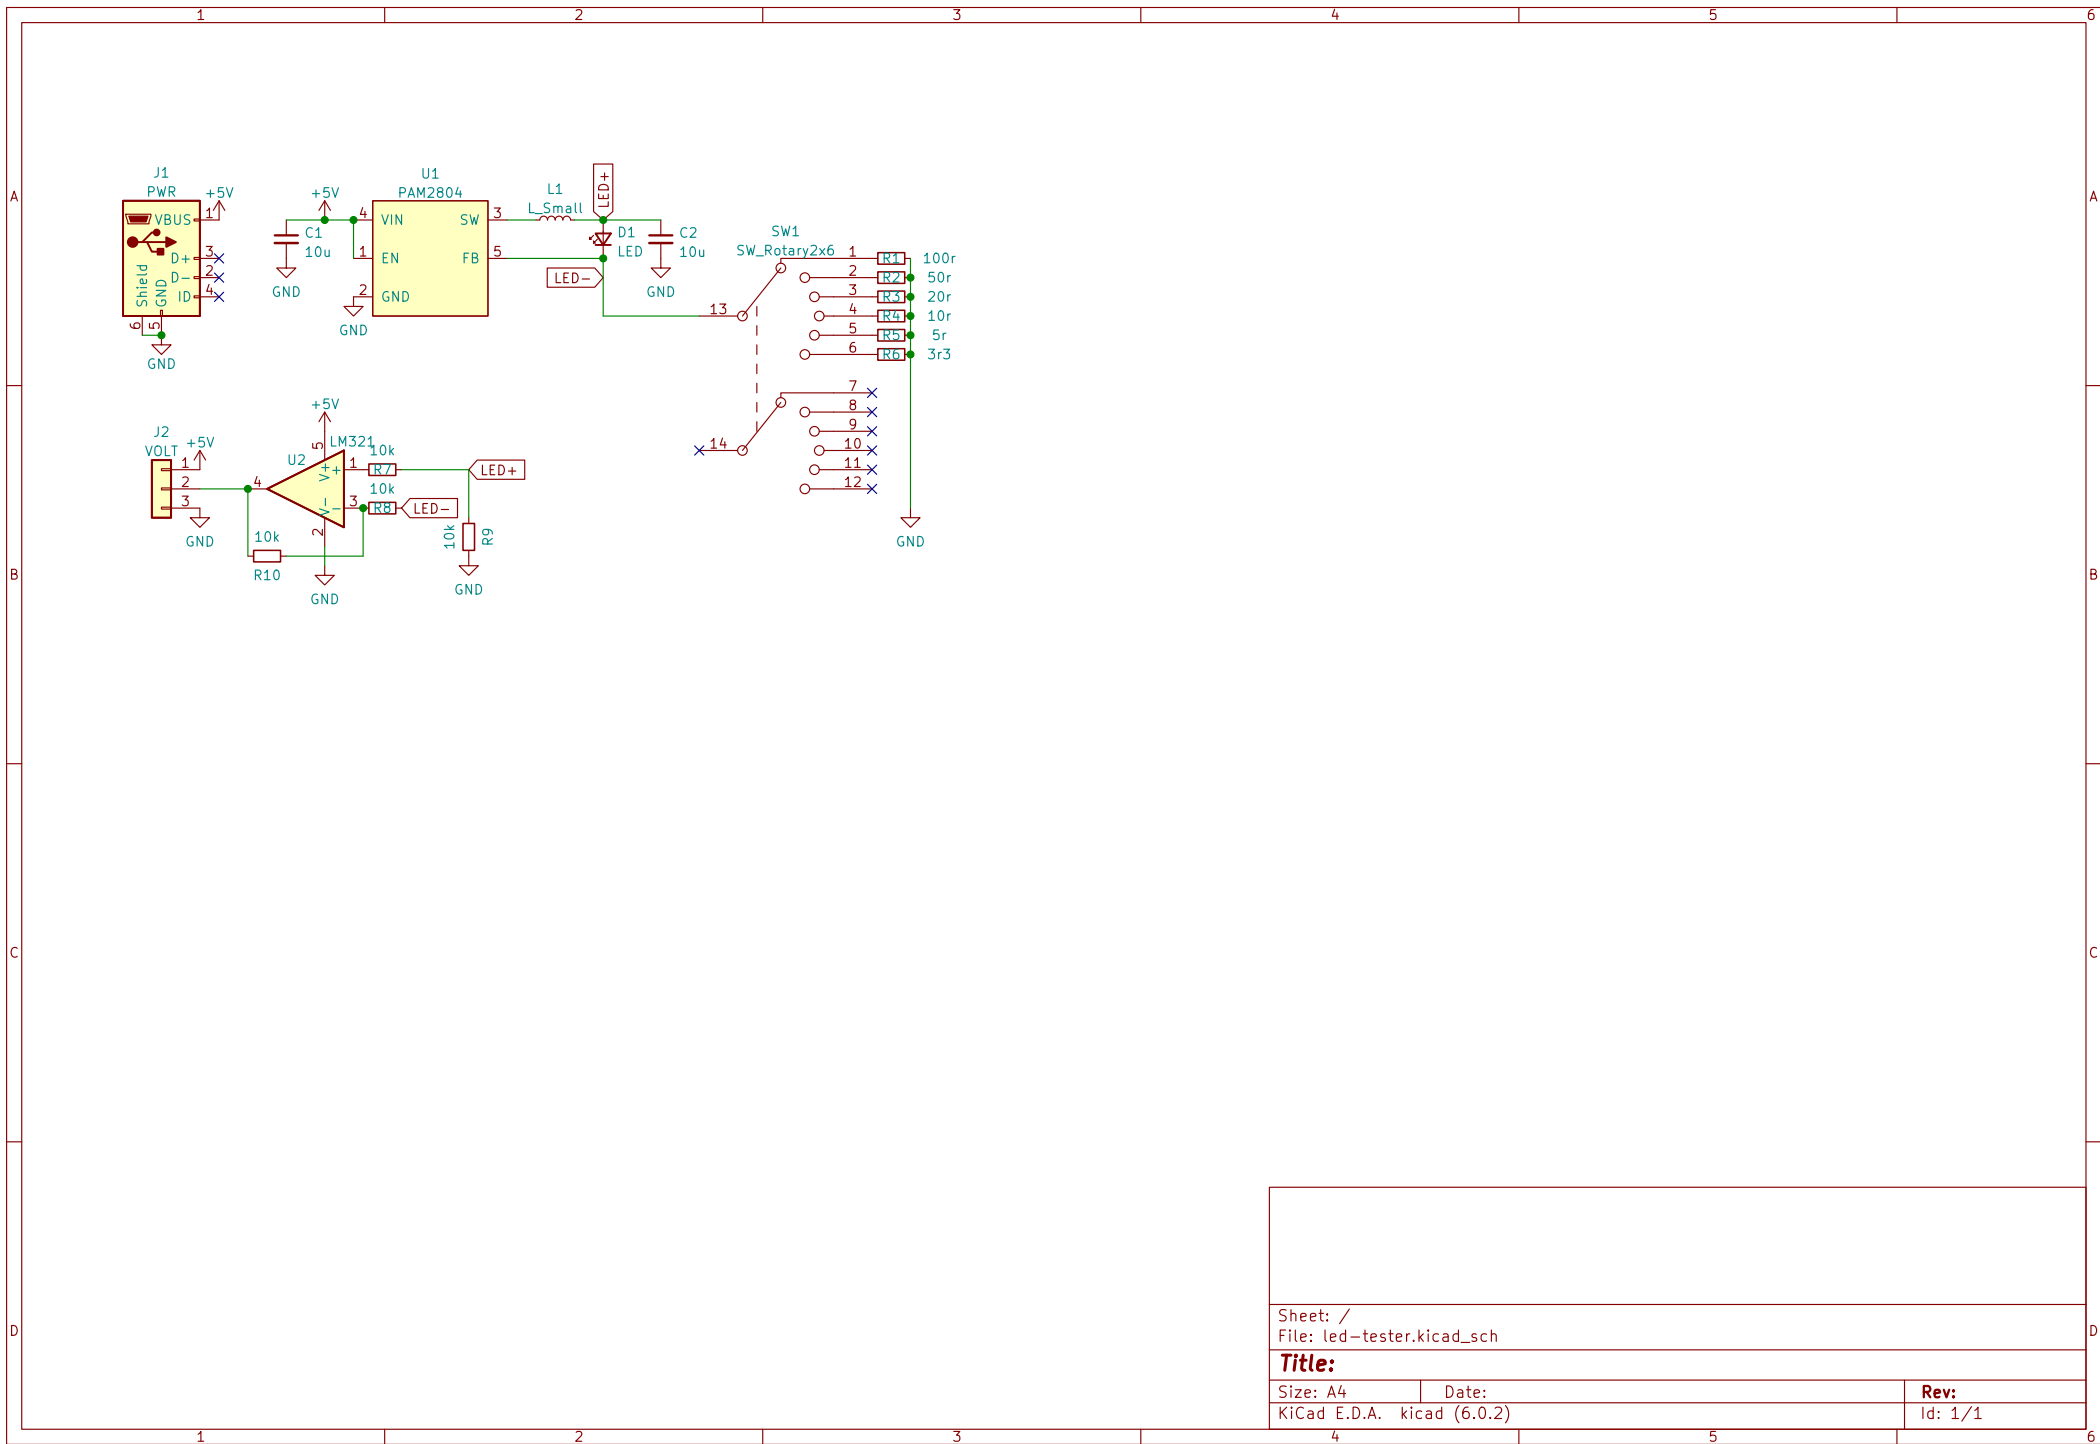 1 2 3 4 5 6
A A
J1
PWR
+5V
VBUS 1
D+ 3
D- 2
ID 4
Shield
GND
6
5
GND
+5V
C1
10u
GND
U1
PAM2804
4 VIN SW 3
1 EN FB 5
2 GND
GND
L1
L_Small
LED+
D1
LED
LED-
C2
10u
GND
SW1
SW_Rotary2x6
13
1 R1 100r
2 R2 50r
3 R3 20r
4 R4 10r
5 R5 5r
6 R6 3r3
14
7
8
9
10
11
12
GND
J2
VOLT
+5V
1
2
3
GND
+5V
LM321
U2
5
V+
+
1
4
V-
-
3
2
10k
R7
LED+
10k
R8
LED-
10k
R9
GND
10k
R10
GND
B B
C C
D D
Sheet: /
File: led-tester.kicad_sch
Title:
Size: A4 Date: Rev:
KiCad E.D.A. kicad (6.0.2) Id: 1/1
1 2 3 4 5 6